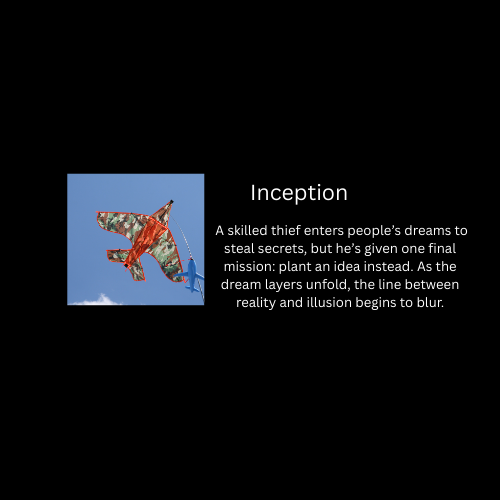 Inception
A skilled thief enters people’s dreams to
steal secrets, but he’s given one final
mission: plant an idea instead. As the
dream layers unfold, the line between
reality and illusion begins to blur.